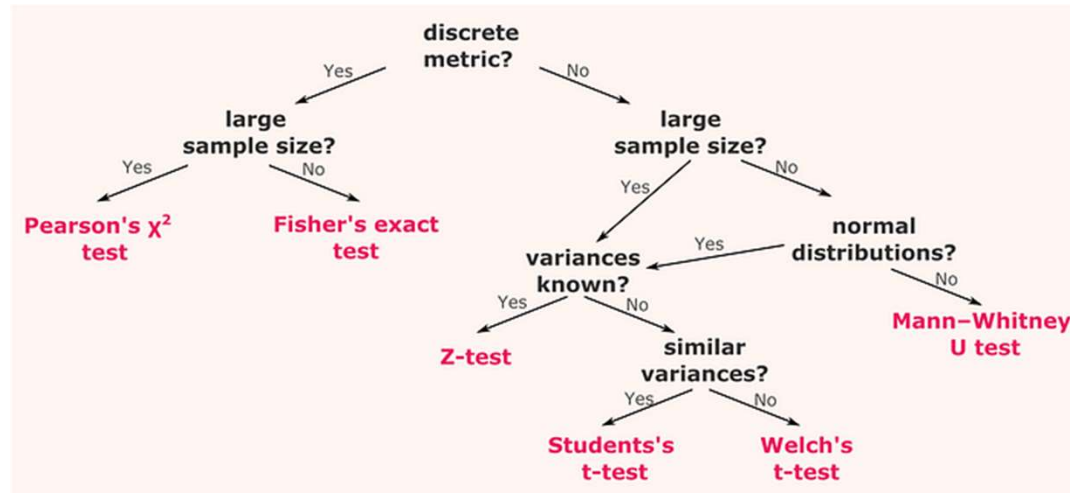 discrete
metric?
Yes
No
large
sample size?
large
sample size?
Yes
No
Yes
No
Pearson's χ²
test
Fisher's exact
test
normal
distributions?
Yes
variances
known?
No
Yes
No
Mann–Whitney
U test
Z-test
similar
variances?
Yes
No
Students's
t-test
Welch's
t-test